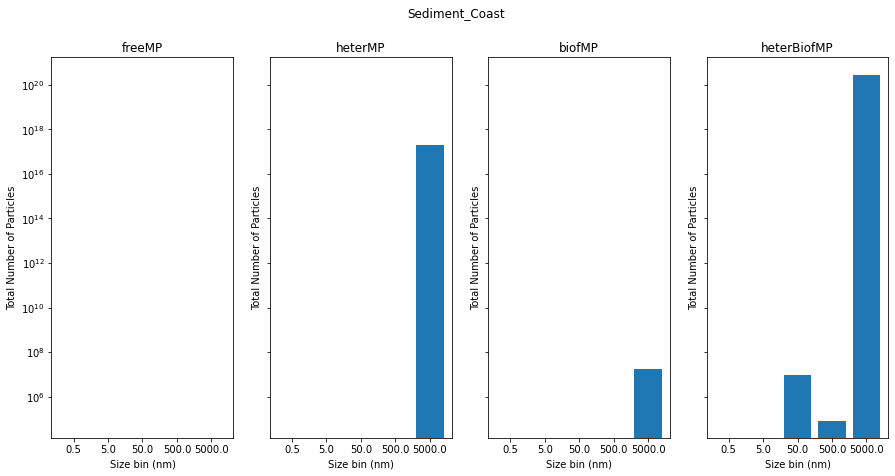 Sediment_Coast
freeMP
heterMP
biofMP
heterBiofMP
Total Number of Particles
10^20
10^18
10^16
10^14
10^12
10^10
10^8
10^6
0.5 5.0 50.0 500.0 5000.0
Size bin (nm)
Total Number of Particles
0.5 5.0 50.0 500.0 5000.0
Size bin (nm)
Total Number of Particles
0.5 5.0 50.0 500.0 5000.0
Size bin (nm)
Total Number of Particles
0.5 5.0 50.0 500.0 5000.0
Size bin (nm)